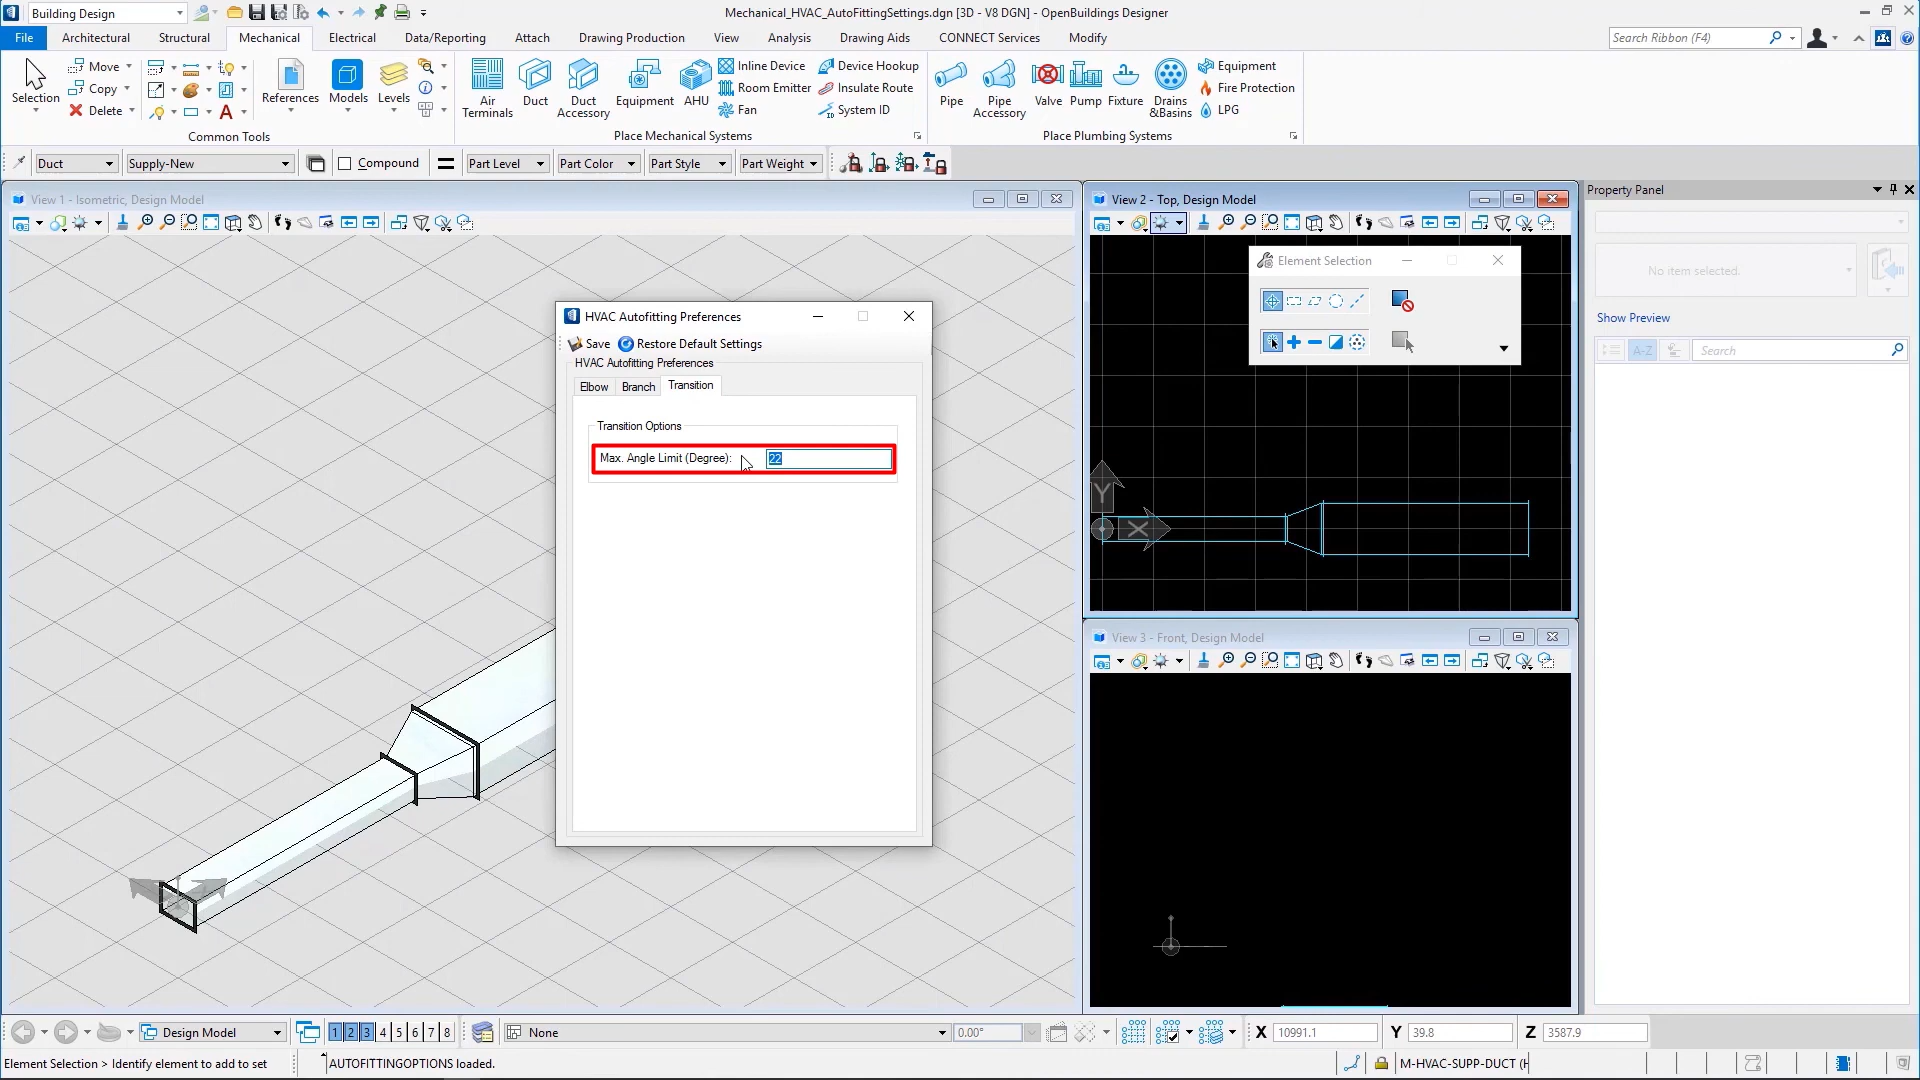 Building Design
Mechanical_HVAC_AutoFittingSettings.dgn [3D - V8 DGN] - OpenBuildings Designer
File Architectural Structural Mechanical Electrical Data/Reporting Attach Drawing Production View Analysis Drawing Aids CONNECT Services Modify
Search Ribbon (F4)
Selection
Move
Copy
Delete
References
Models
Levels
Common Tools
Air Terminals
Duct
Duct Accessory
Equipment
AHU
Inline Device
Room Emitter
Fan
Device Hookup
Insulate Route
System ID
Place Mechanical Systems
Pipe
Pipe Accessory
Valve
Pump
Fixture
Drains &Basins
Equipment
Fire Protection
LPG
Place Plumbing Systems
Duct
Supply-New
Compound
Part Level
Part Color
Part Style
Part Weight
View 1 - Isometric, Design Model
View 2 - Top, Design Model
Element Selection
Y
X
View 3 - Front, Design Model
Property Panel
No item selected.
Show Preview
A-Z
Search
HVAC Autofitting Preferences
Save Restore Default Settings
HVAC Autofitting Preferences
Elbow Branch Transition
Transition Options
Max. Angle Limit (Degree): 22
Design Model
1 2 3 4 5 6 7 8
None
0.00°
X 10991.1
Y 39.8
Z 3587.9
Element Selection > Identify element to add to set
AUTOFITTINGOPTIONS loaded.
M-HVAC-SUPP-DUCT (H